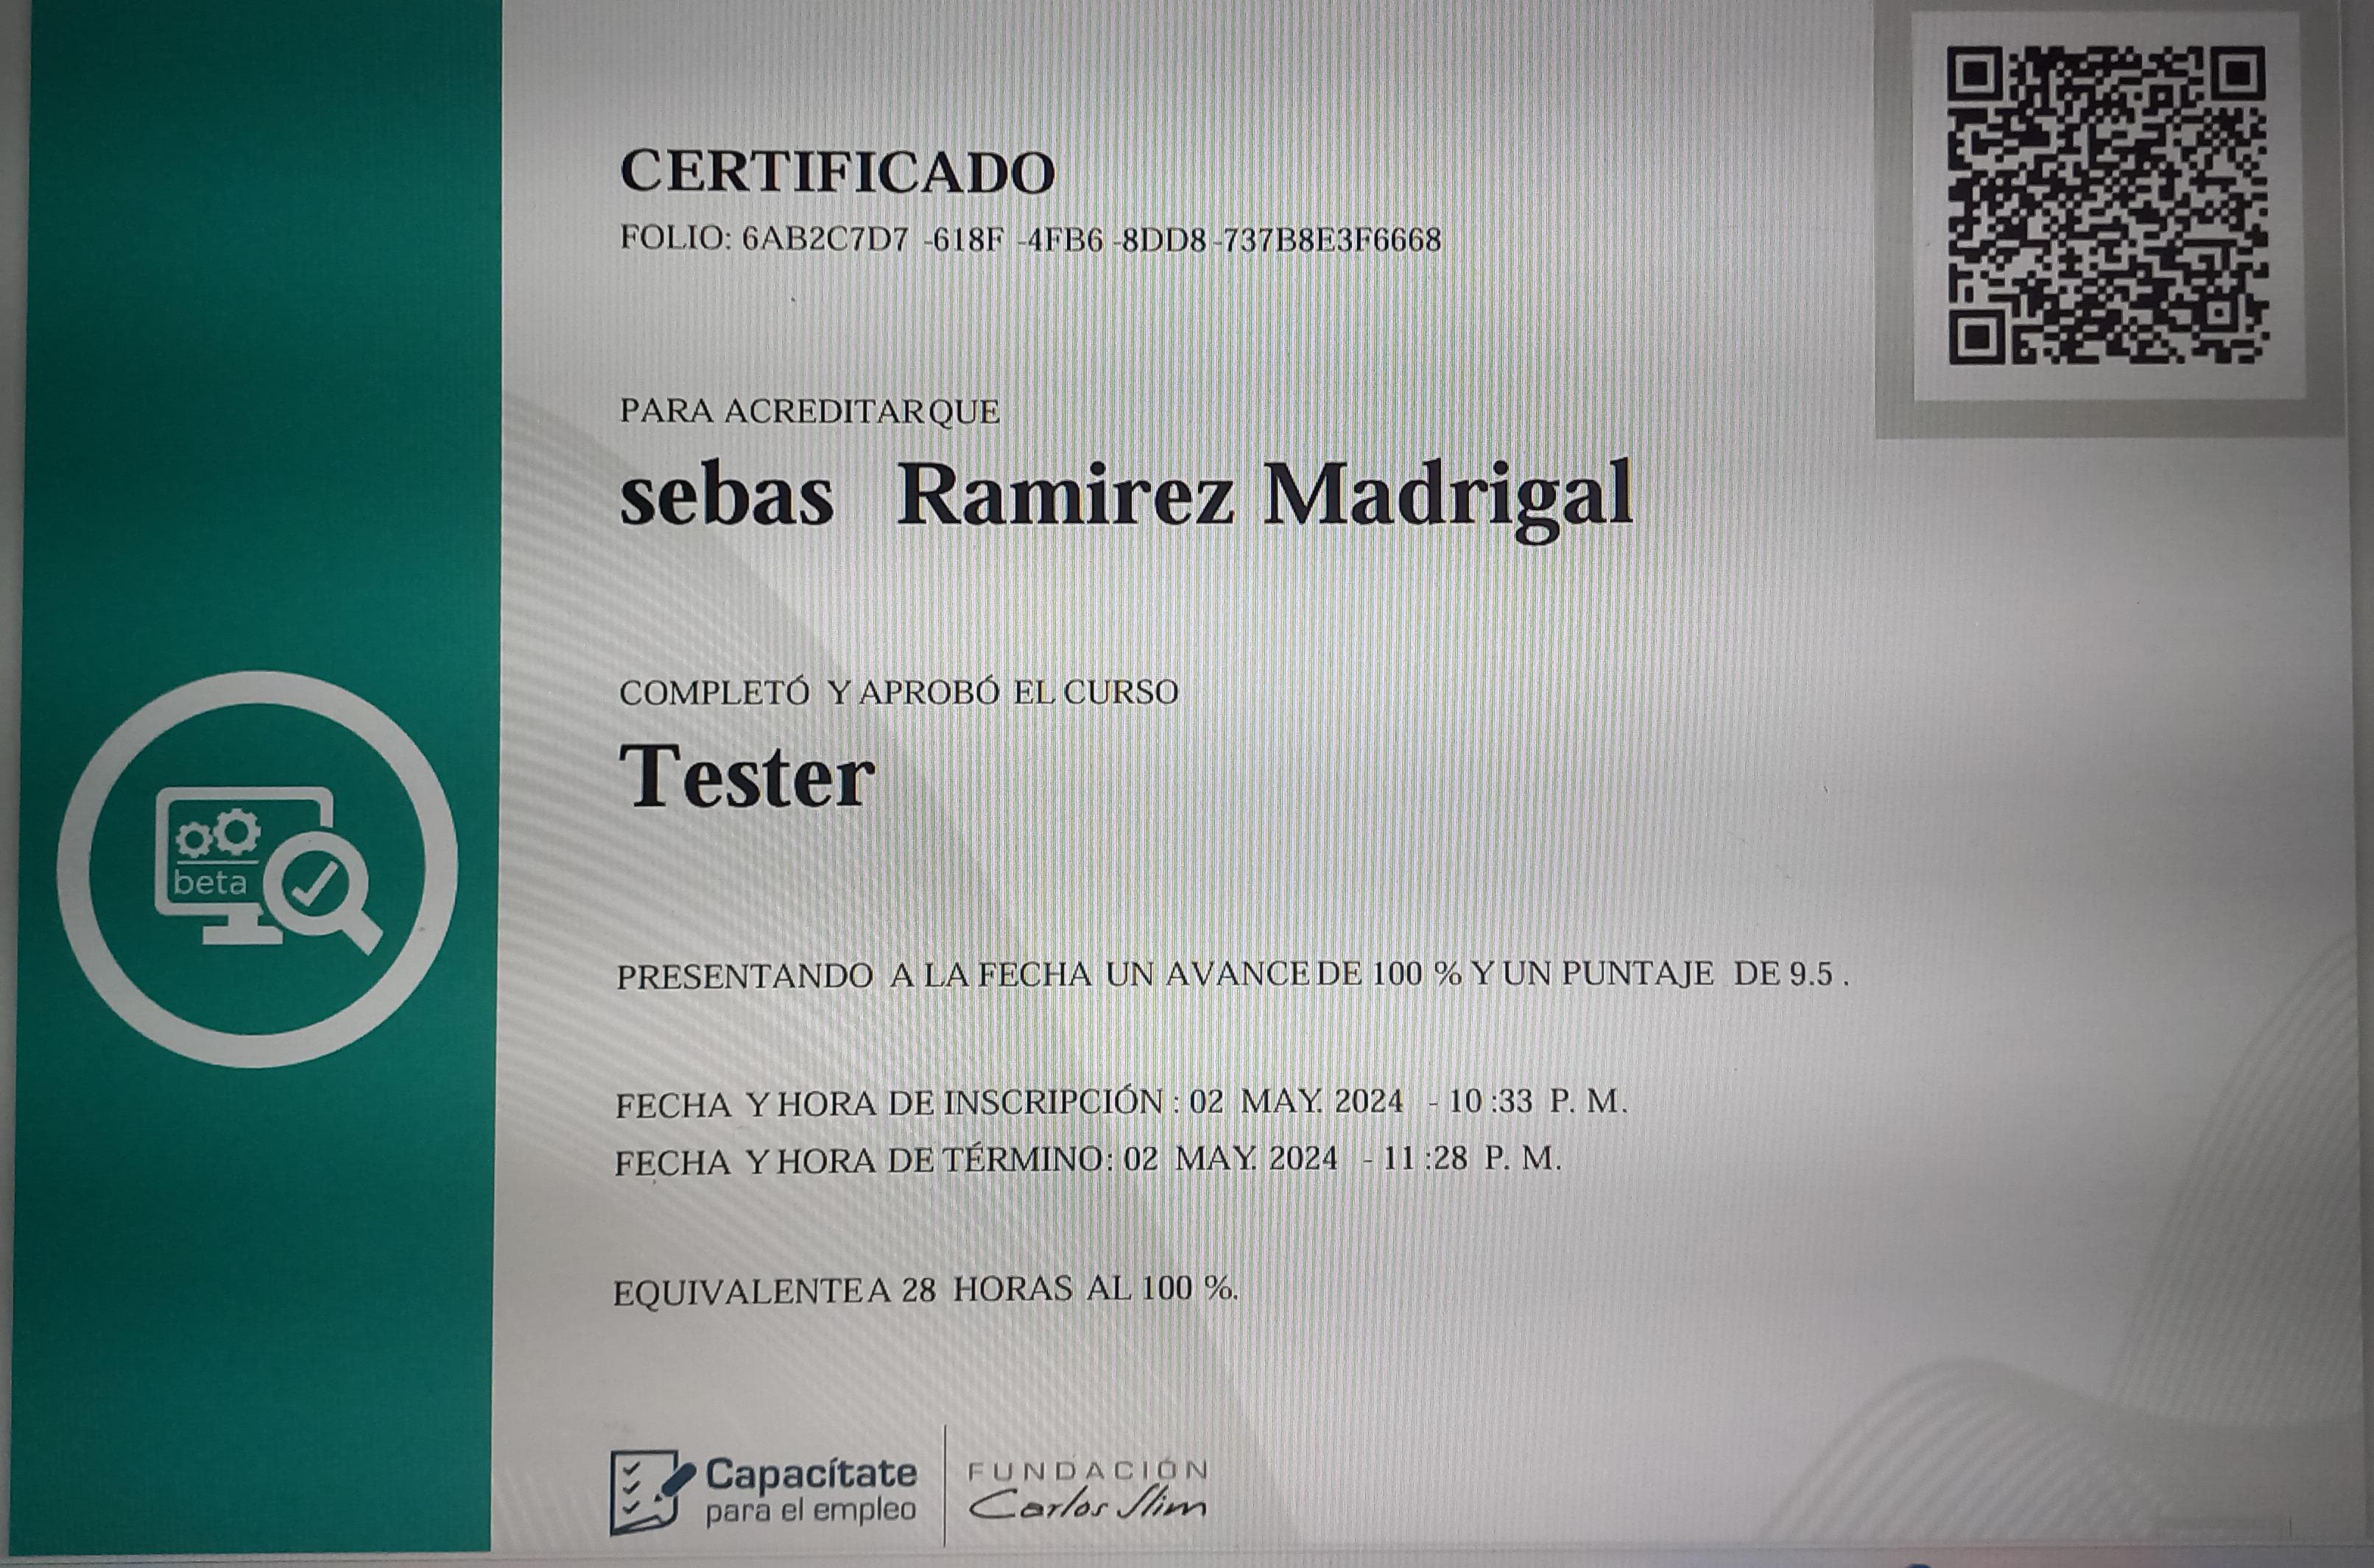 CERTIFICADO
FOLIO: 6AB2C7D7 -618F -4FB6 -8DD8 -737B8E3F6668
PARA ACREDITAR QUE
sebas Ramirez Madrigal
COMPLETÓ Y APROBÓ EL CURSO
Tester
beta
PRESENTANDO A LA FECHA UN AVANCE DE 100 % Y UN PUNTAJE DE 9.5 .
FECHA Y HORA DE INSCRIPCIÓN : 02 MAY. 2024 - 10 :33 P. M.
FECHA Y HORA DE TÉRMINO: 02 MAY. 2024 - 11 :28 P. M.
EQUIVALENTE A 28 HORAS AL 100 %.
Capacítate
para el empleo
FUNDACIÓN
Carlos Slim